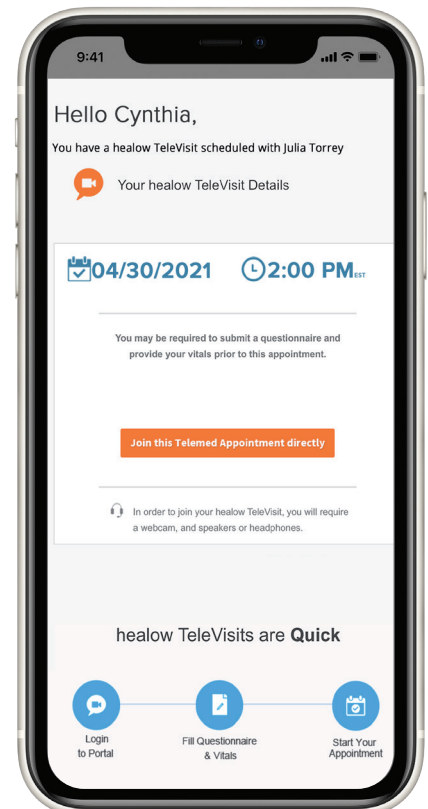 9:41
Hello Cynthia,
You have a healow TeleVisit scheduled with Julia Torrey
Your healow TeleVisit Details
04/30/2021 2:00 PM EST
You may be required to submit a questionnaire and
provide your vitals prior to this appointment.
Join this Telemed Appointment directly
In order to join your healow TeleVisit, you will require
a webcam, and speakers or headphones.
healow TeleVisits are Quick
Login
to Portal
Fill Questionnaire
& Vitals
Start Your
Appointment